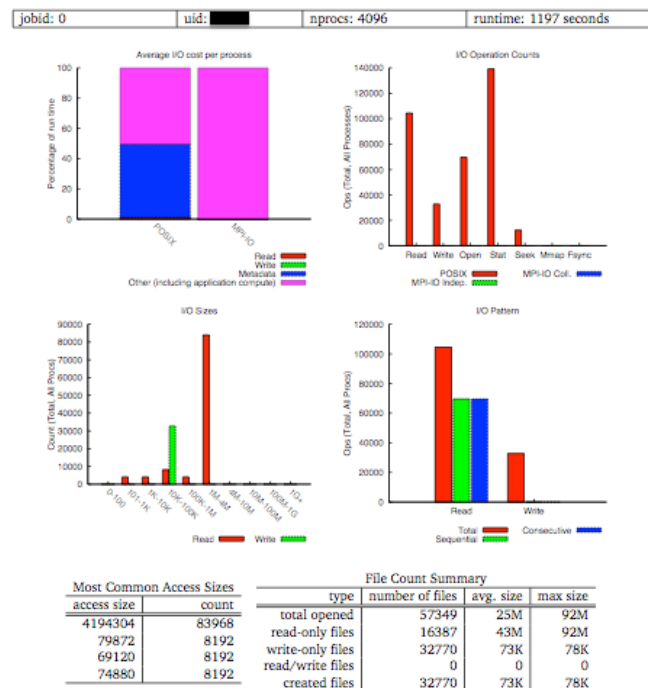 jobid: 0 uid: nprocs: 4096 runtime: 1197 seconds
Average I/O cost per process
Percentage of run time
100
80
60
40
20
0
POSIX
MPI-IO
Read
Write
Metadata
Other (including application compute)
I/O Operation Counts
Ops (Total, All Processes)
140000
120000
100000
80000
60000
40000
20000
0
Read Write Open Stat Seek Mmap Fsync
POSIX MPI-IO Coll.
MPI-IO Indep.
I/O Sizes
Count (Total, All Procs)
90000
80000
70000
60000
50000
40000
30000
20000
10000
0
0-100 101-1K 1K-10K 10K-100K 100K-1M 1M-4M 4M-10M 10M-100M 100M-1G 1G+
Read Write
I/O Pattern
Ops (Total, All Procs)
120000
100000
80000
60000
40000
20000
0
Read Write
Total Consecutive
Sequential
Most Common Access Sizes
access size count
4194304 83968
79872 8192
69120 8192
74880 8192
File Count Summary
type number of files avg. size max size
total opened 57349 25M 92M
read-only files 16387 43M 92M
write-only files 32770 73K 78K
read/write files 0 0 0
created files 32770 73K 78K